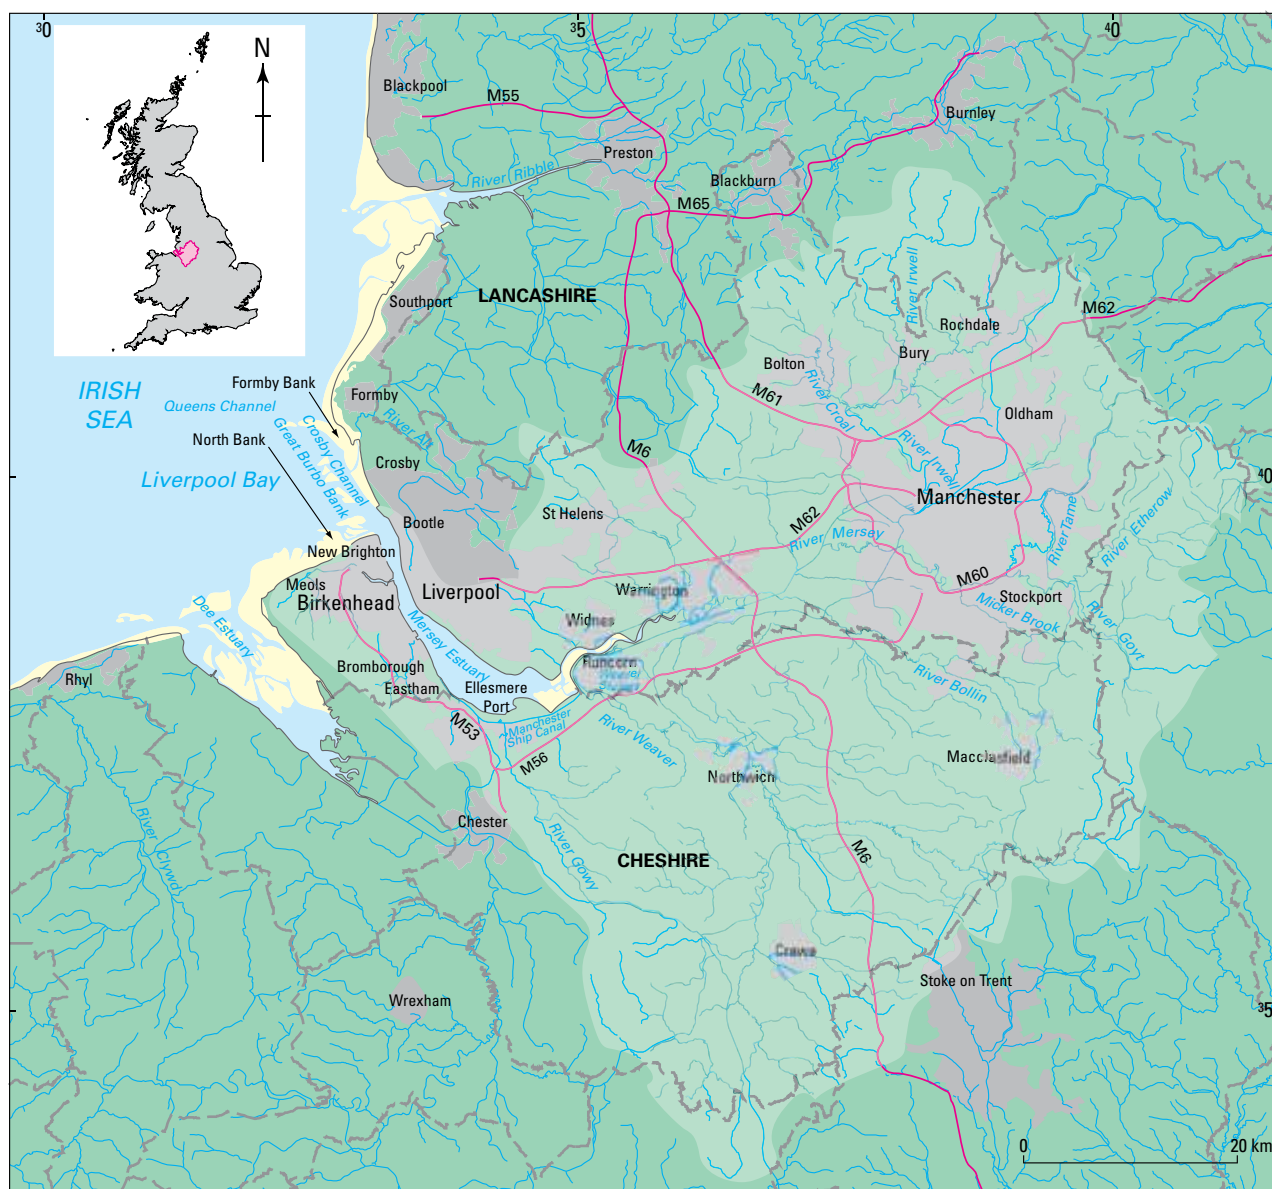 30
35
40
N
Blackpool
M55
Burnley
Preston
River Ribble
Blackburn
M65
Southport
LANCASHIRE
River Irwell
M62
Rochdale
Bury
Bolton
IRISH
SEA
Formby Bank
Queens Channel
Formby
M61
River Croal
Oldham
North Bank
Crosby Channel
Great Burbo Bank
River Alt
M6
River Irwell
Liverpool Bay
Crosby
40
Bootle
St Helens
M62
Manchester
River Mersey
River Tame
River Etherow
New Brighton
Meols
Birkenhead
Liverpool
Warrington
M60
Stockport
Micker Brook
Dee Estuary
Mersey Estuary
Widnes
River Goyt
Rhyl
Bromborough
Eastham
Runcorn
Ellesmere
Port
River Bollin
M53
Manchester
Ship Canal
River Weaver
M56
Northwich
Macclesfield
Chester
River Clywd
River Gowy
CHESHIRE
M6
Wrexham
Stoke on Trent
35
0
20 km